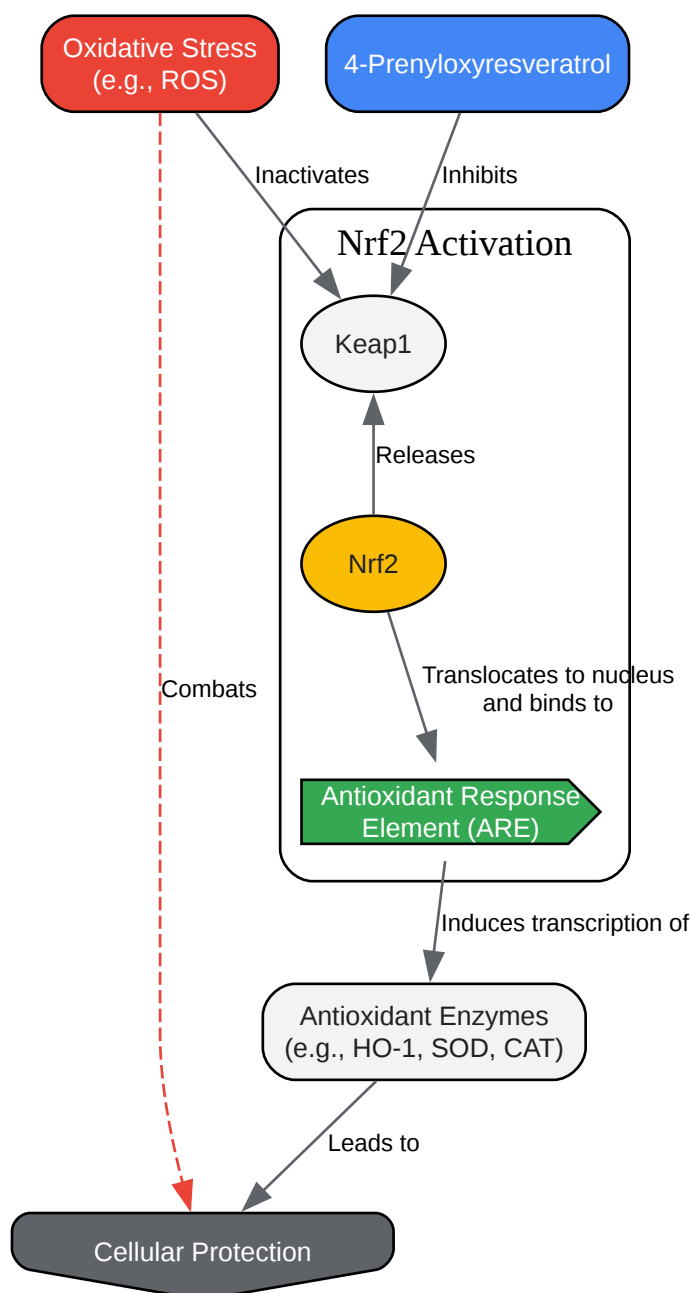 Oxidative Stress
(e.g., ROS)
4-Prenyloxyresveratrol
Inactivates
Inhibits
Nrf2 Activation
Keap1
Releases
Nrf2
Translocates to nucleus
and binds to
Combats
Antioxidant Response
Element (ARE)
Induces transcription of
Antioxidant Enzymes
(e.g., HO-1, SOD, CAT)
Leads to
Cellular Protection